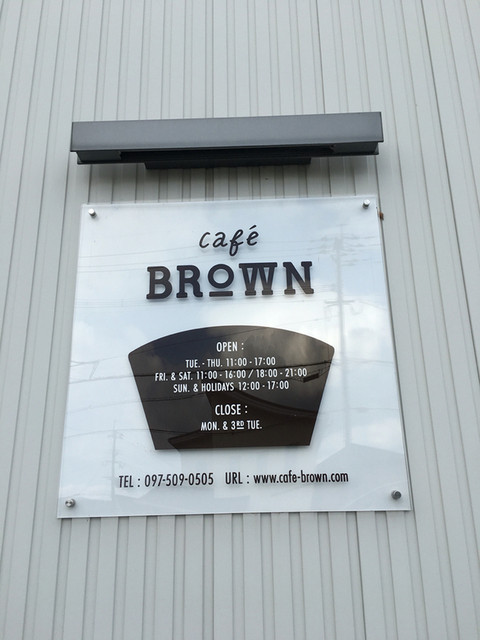 café
BROWN
OPEN :
TUE. - THU. 11:00 - 17:00
FRI. & SAT. 11:00 - 16:00 / 18:00 - 21:00
SUN. & HOLIDAYS 12:00 - 17:00
CLOSE :
MON. & 3RD TUE.
TEL : 097-509-0505 URL : www.cafe-brown.com